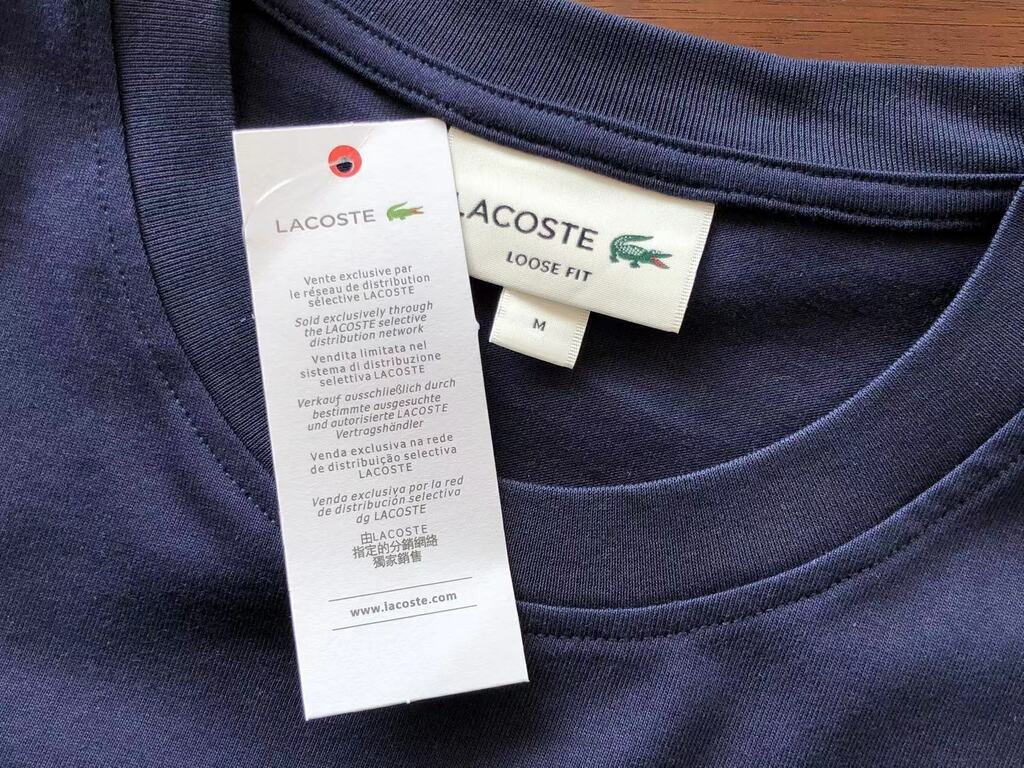 LACOSTE
Vente exclusive par
le réseau de distribution
sélective LACOSTE
Sold exclusively through
the LACOSTE selective
distribution network
Vendita limitata nel
sistema di distribuzione
selettiva LACOSTE
Verkauf ausschließlich durch
bestimmte ausgesuchte
und autorisierte LACOSTE
Vertragshändler
Venda exclusiva na rede
de distribuição selectiva
LACOSTE
Venda exclusiva por la red
de distribución selectiva
dg LACOSTE
由LACOSTE
指定的分銷網絡
獨家銷售
www.lacoste.com
LACOSTE
LOOSE FIT
M